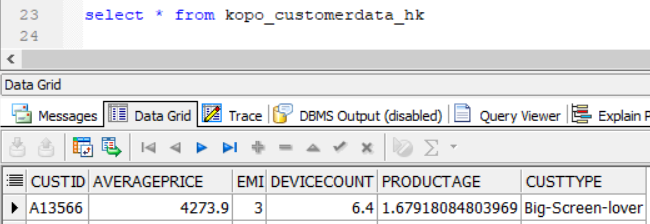 23 select * from kopo_customerdata_hk
24
Data Grid
Messages Data Grid Trace DBMS Output (disabled) Query Viewer Explain P
CUSTID AVERAGEPRICE EMI DEVICECOUNT PRODUCTAGE CUSTTYPE
A13566 4273.9 3 6.4 1.67918084803969 Big-Screen-lover